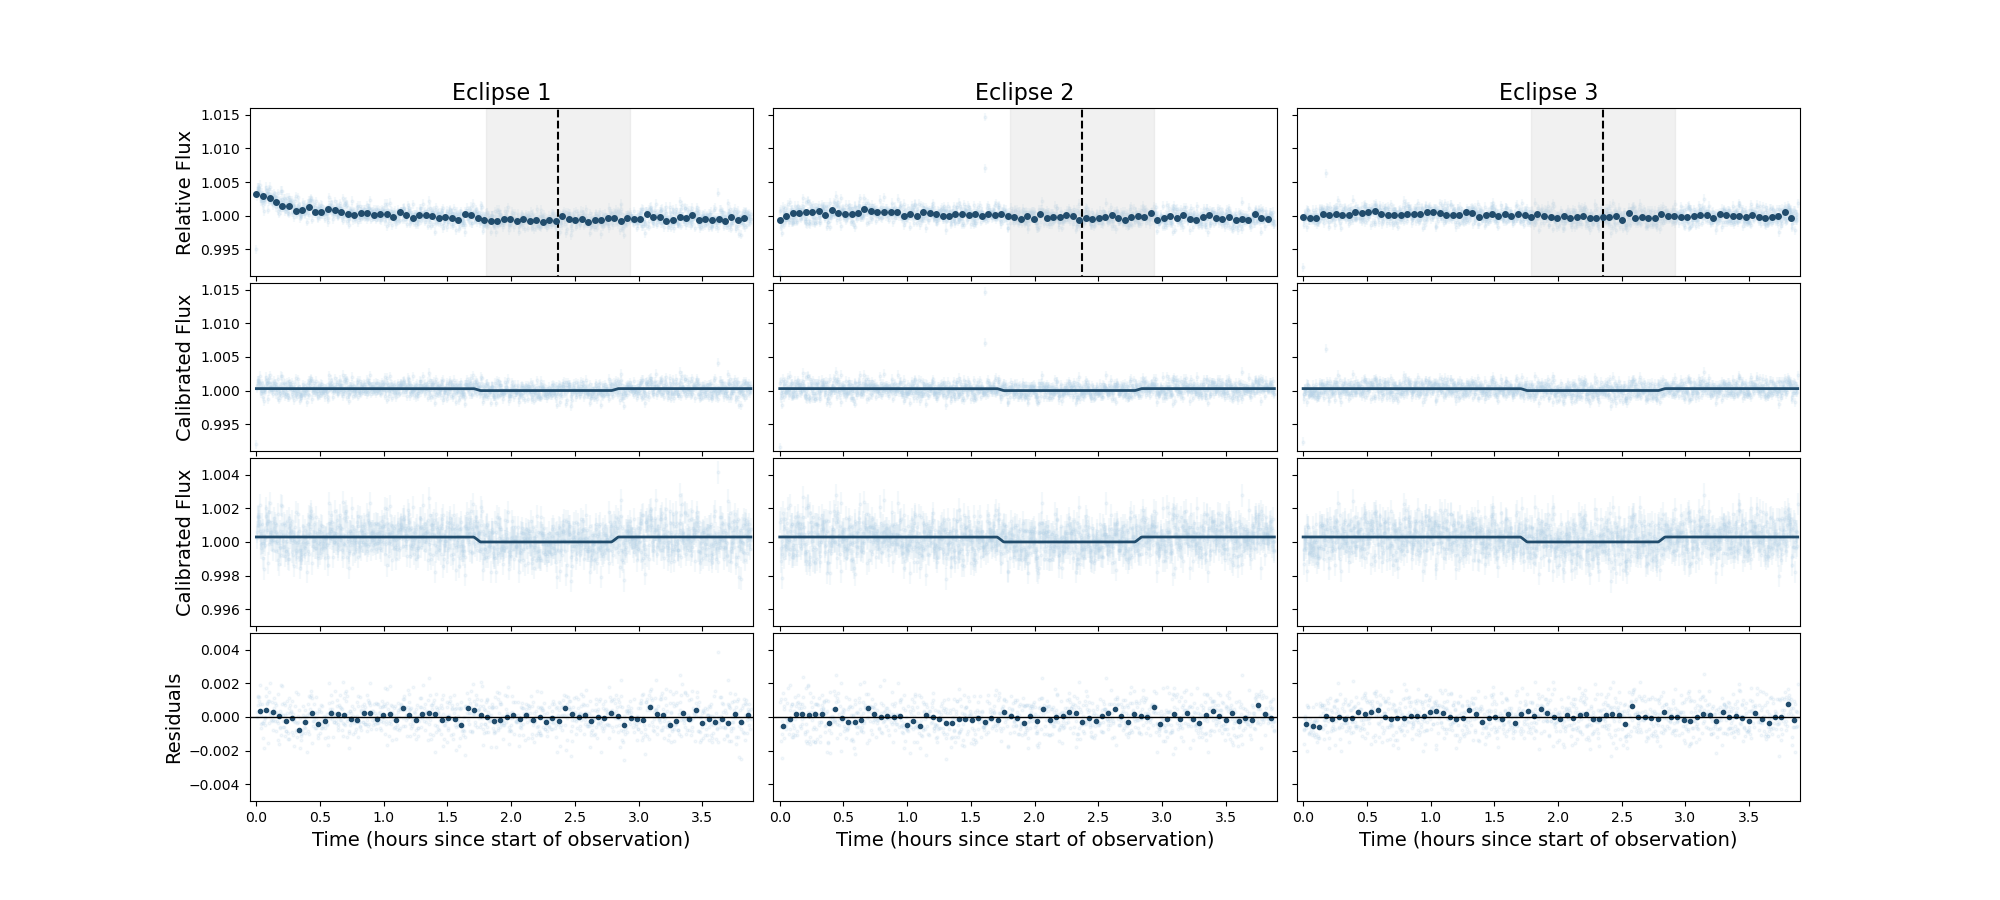 Eclipse 1 Eclipse 2 Eclipse 3
Relative Flux
1.015
1.010
1.005
1.000
0.995
Calibrated Flux
1.015
1.010
1.005
1.000
0.995
Calibrated Flux
1.004
1.002
1.000
0.998
0.996
Residuals
0.004
0.002
0.000
−0.002
−0.004
0.0 0.5 1.0 1.5 2.0 2.5 3.0 3.5 0.0 0.5 1.0 1.5 2.0 2.5 3.0 3.5 0.0 0.5 1.0 1.5 2.0 2.5 3.0 3.5
Time (hours since start of observation) Time (hours since start of observation) Time (hours since start of observation)